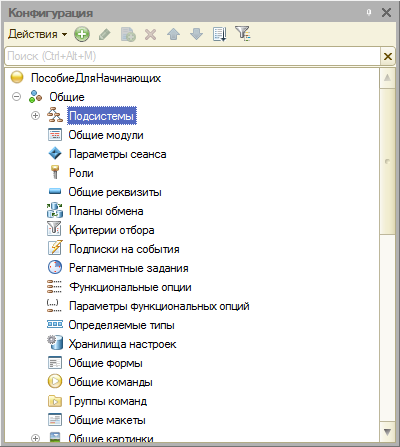 Конфигурация
Действия
Поиск (Ctrl+Alt+M)
ПособиеДляНачинающих
Общие
Подсистемы
Общие модули
Параметры сеанса
Роли
Общие реквизиты
Планы обмена
Критерии отбора
Подписки на события
Регламентные задания
Функциональные опции
Параметры функциональных опций
Определяемые типы
Хранилища настроек
Общие формы
Общие команды
Группы команд
Общие макеты
Общие картинки